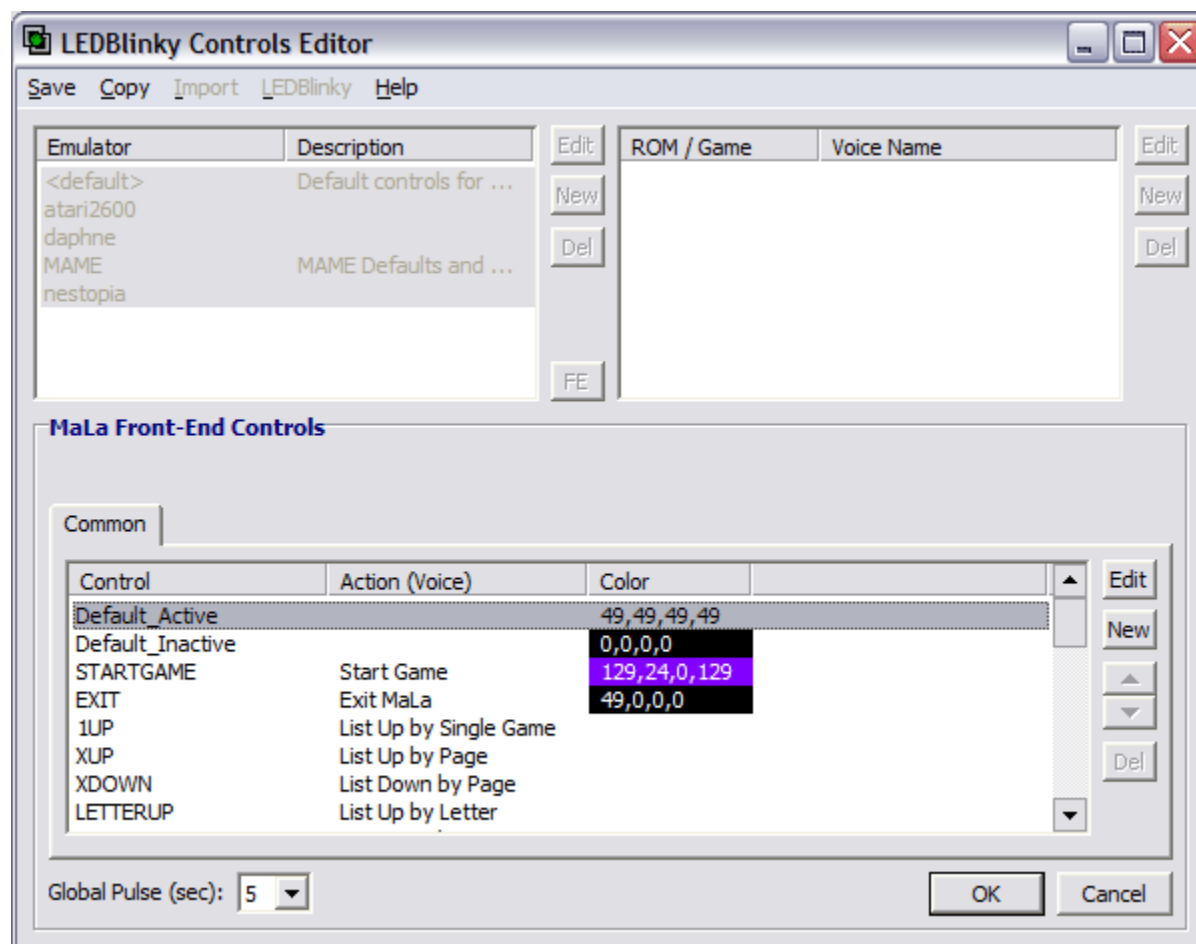 LEDBlinky Controls Editor
Save Copy Import LEDBlinky Help
Emulator Description Edit ROM / Game Voice Name Edit
<default> Default controls for ...
New New
atari2600
daphne
Del Del
MAME MAME Defaults and ...
nestopia
FE
MaLa Front-End Controls
Common
Control Action (Voice) Color Edit
Default_Active 49,49,49,49
New
Default_Inactive 0,0,0,0
STARTGAME Start Game 129,24,0,129
EXIT Exit MaLa 49,0,0,0
1UP List Up by Single Game
XUP List Up by Page
Del
XDOWN List Down by Page
LETTERUP List Up by Letter
Global Pulse (sec): 5 OK Cancel